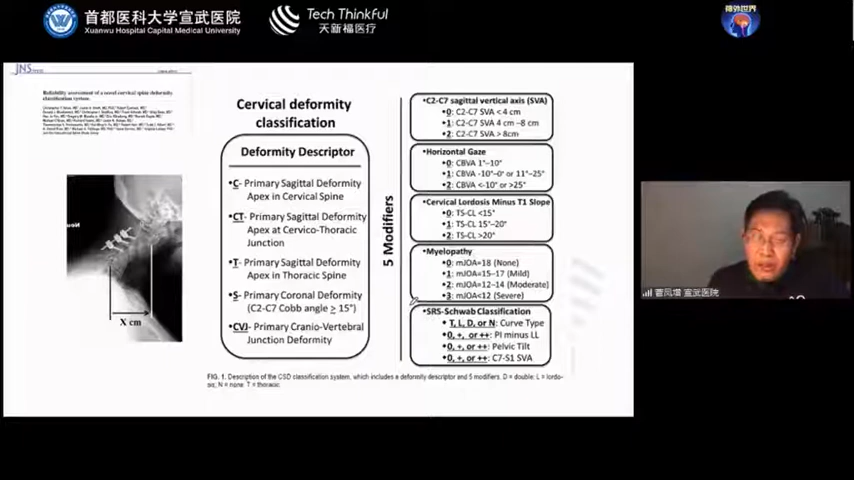 首都医科大学宣武医院
Xuanwu Hospital Capital Medical University
Tech Thinkful
天新福医疗
JNS
Reliability assessment of a novel cervical spine deformity
classification system
X cm
Cervical deformity
classification
Deformity Descriptor
•C- Primary Sagittal Deformity
Apex in Cervical Spine
•CT- Primary Sagittal Deformity
Apex at Cervico-Thoracic
Junction
•T- Primary Sagittal Deformity
Apex in Thoracic Spine
•S- Primary Coronal Deformity
(C2-C7 Cobb angle ≥ 15°)
•CVJ- Primary Cranio-Vertebral
Junction Deformity
5 Modifiers
•C2-C7 sagittal vertical axis (SVA)
•0: C2-C7 SVA < 4 cm
•1: C2-C7 SVA 4 cm –8 cm
•2: C2-C7 SVA > 8cm
•Horizontal Gaze
•0: CBVA 1°–10°
•1: CBVA -10°-0° or 11°-25°
•2: CBVA <-10° or >25°
•Cervical Lordosis Minus T1 Slope
•0: TS-CL <15°
•1: TS-CL 15°-20°
•2: TS-CL >20°
•Myelopathy
•0: mJOA=18 (None)
•1: mJOA=15-17 (Mild)
•2: mJOA=12-14 (Moderate)
•3: mJOA<12 (Severe)
•SRS-Schwab Classification
•T, L, D, or N: Curve Type
•0, +, or ++: PI minus LL
•0, +, or ++: Pelvic Tilt
•0, +, or ++: C7-S1 SVA
FIG. 1. Description of the CSD classification system, which includes a deformity descriptor and 5 modifiers. D = double; L = lordo-
sis; N = none; T = thoracic.
宣武医院